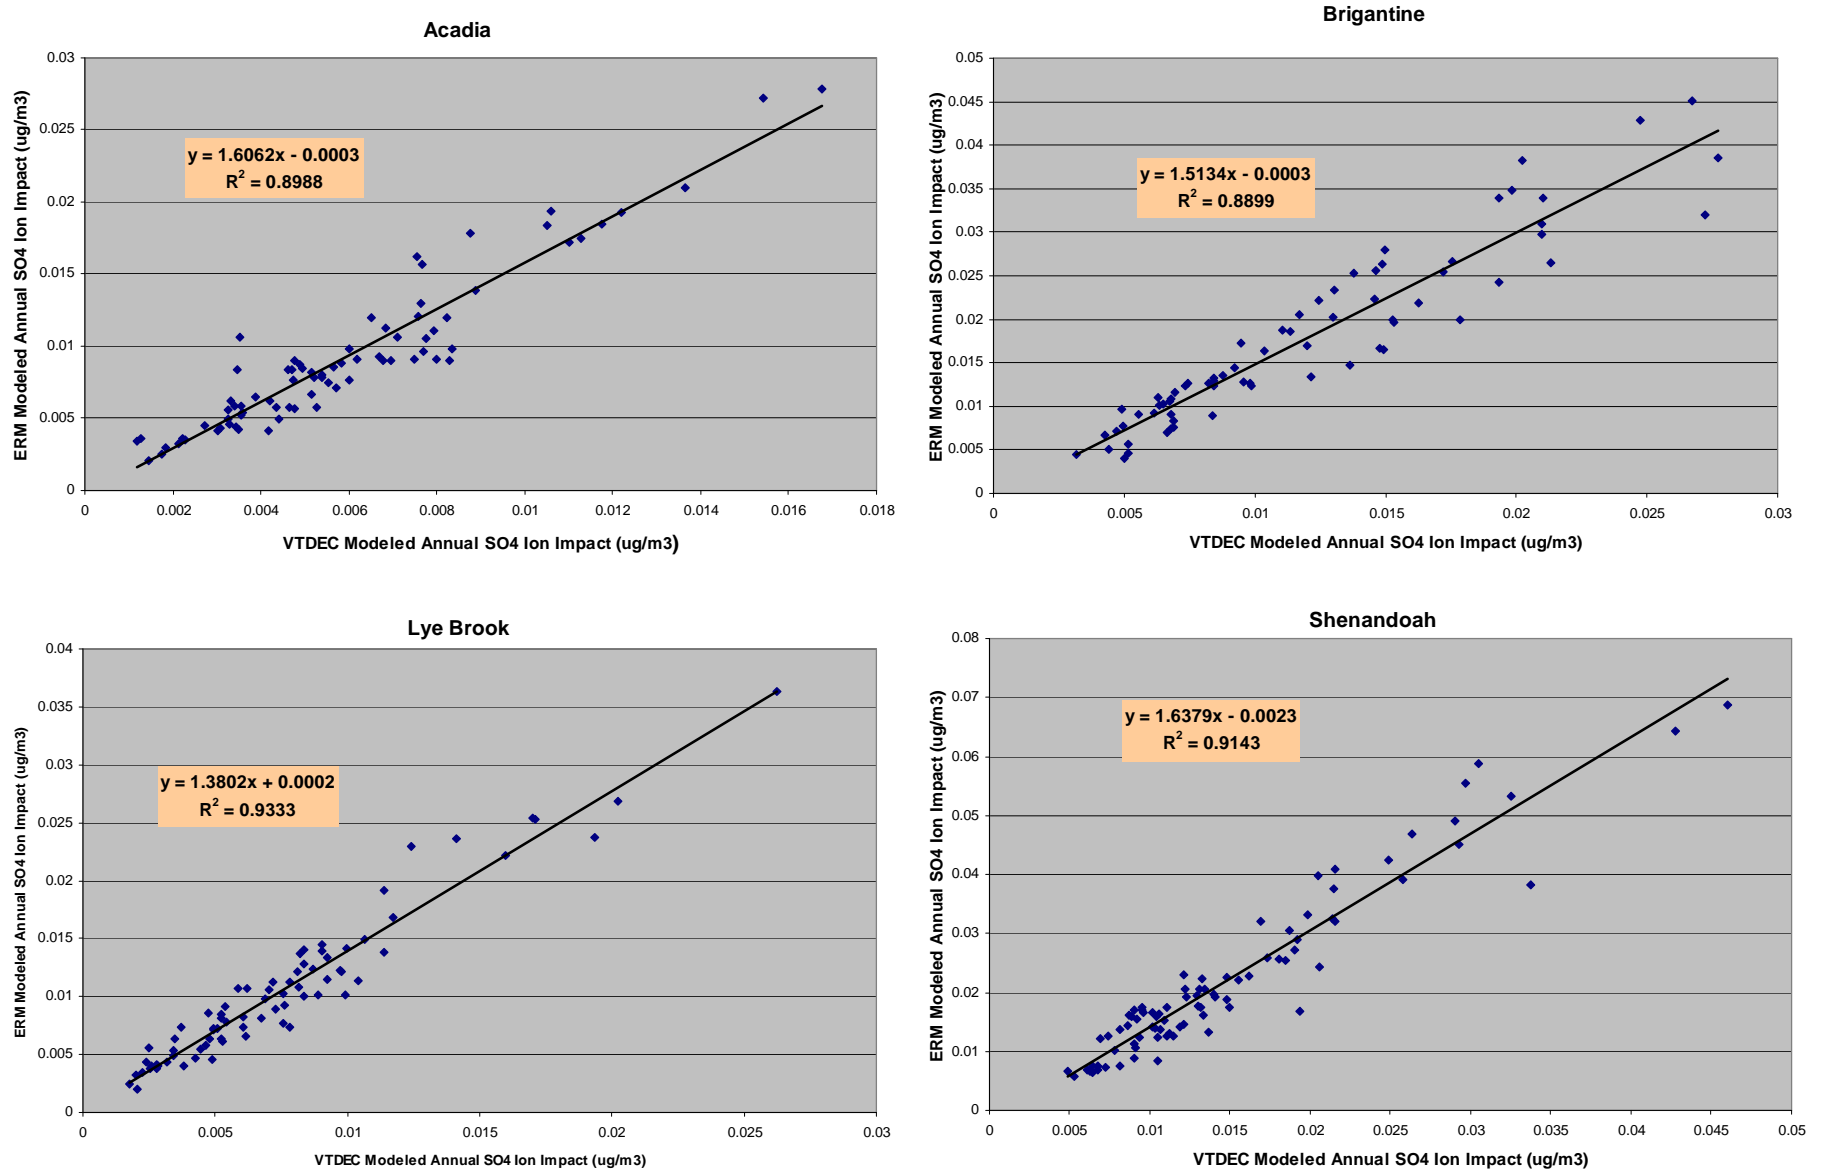 Acadia
ERM Modeled Annual SO4 Ion Impact (ug/m3)
0.03
0.025
0.02
0.015
0.01
0.005
0
y = 1.6062x - 0.0003
R² = 0.8988
0 0.002 0.004 0.006 0.008 0.01 0.012 0.014 0.016 0.018
VTDEC Modeled Annual SO4 Ion Impact (ug/m3)
Brigantine
ERM Modeled Annual SO4 Ion Impact (ug/m3)
0.05
0.045
0.04
0.035
0.03
0.025
0.02
0.015
0.01
0.005
0
y = 1.5134x - 0.0003
R² = 0.8899
0 0.005 0.01 0.015 0.02 0.025 0.03
VTDEC Modeled Annual SO4 Ion Impact (ug/m3)
Lye Brook
ERM Modeled Annual SO4 Ion Impact (ug/m3)
0.04
0.035
0.03
0.025
0.02
0.015
0.01
0.005
0
y = 1.3802x + 0.0002
R² = 0.9333
0 0.005 0.01 0.015 0.02 0.025 0.03
VTDEC Modeled Annual SO4 Ion Impact (ug/m3)
Shenandoah
ERM Modeled Annual SO4 Ion Impact (ug/m3)
0.08
0.07
0.06
0.05
0.04
0.03
0.02
0.01
0
y = 1.6379x - 0.0023
R² = 0.9143
0 0.005 0.01 0.015 0.02 0.025 0.03 0.035 0.04 0.045 0.05
VTDEC Modeled Annual SO4 Ion Impact (ug/m3)